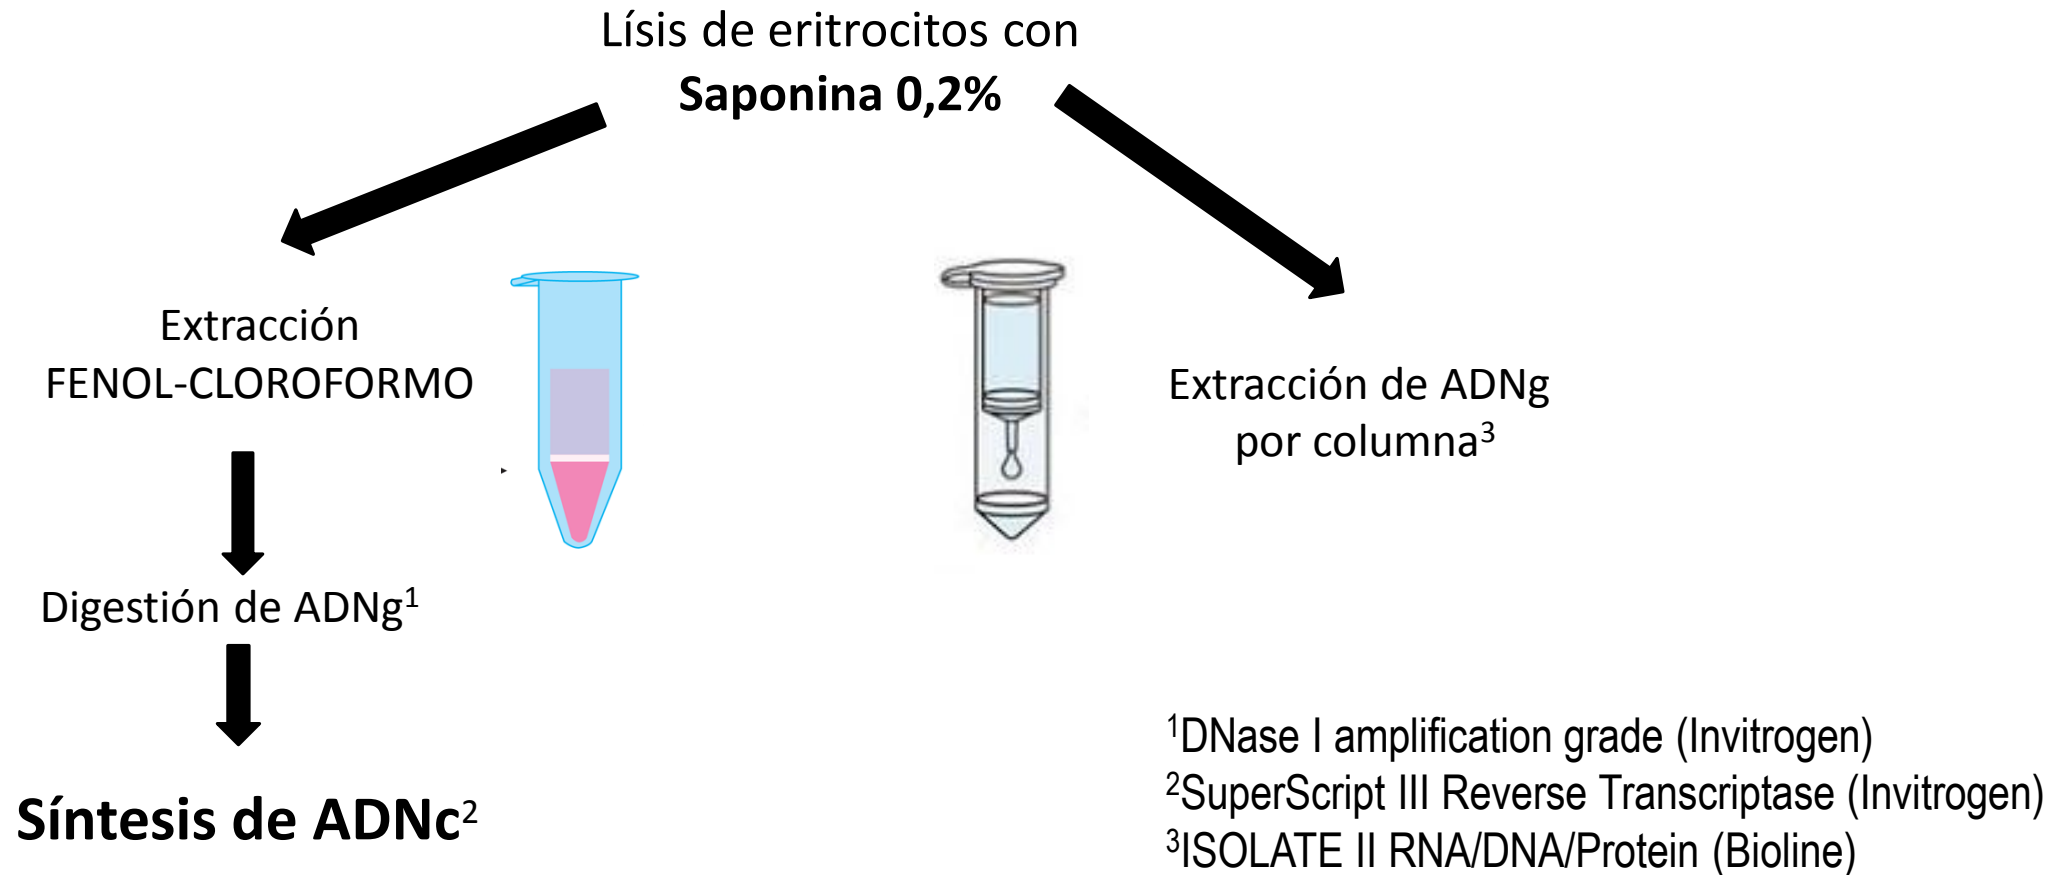 Lísis de eritrocitos con
Saponina 0,2%
Extracción
FENOL-CLOROFORMO
Digestión de ADNg¹
Síntesis de ADNc²
Extracción de ADNg
por columna³
¹DNase I amplification grade (Invitrogen)
²SuperScript III Reverse Transcriptase (Invitrogen)
³ISOLATE II RNA/DNA/Protein (Bioline)